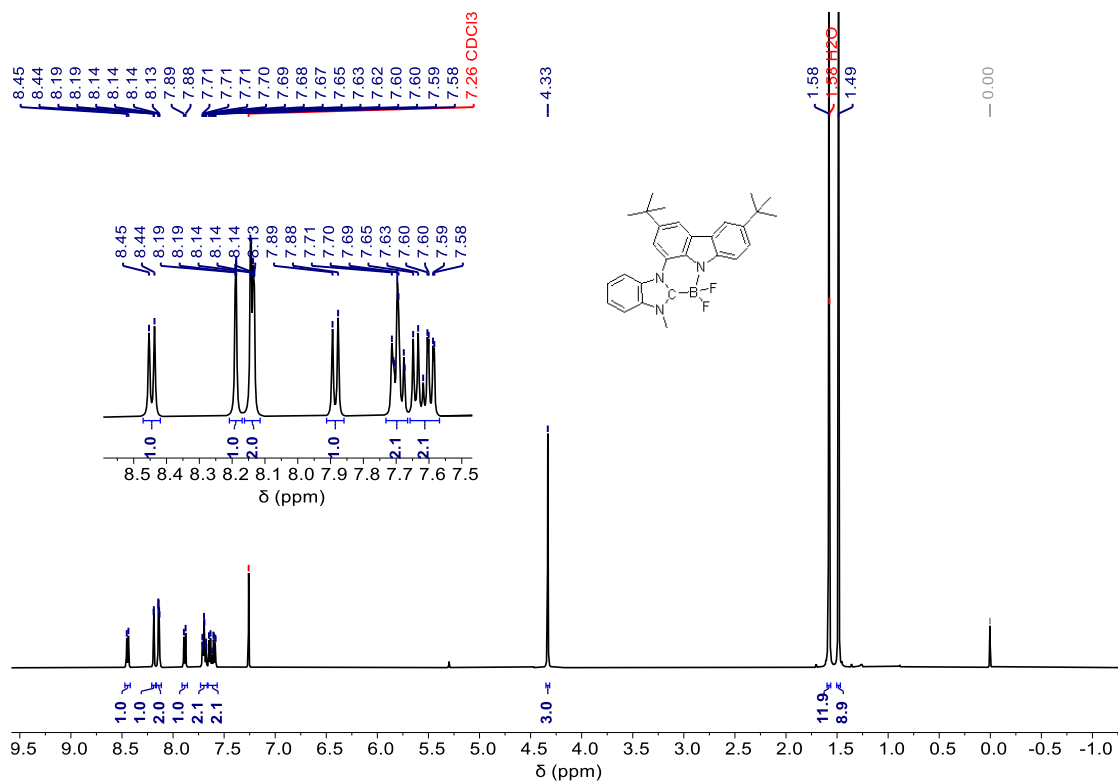 8.45 8.44 8.19 8.19 8.14 8.14 8.14 8.13 7.89 7.88 7.71 7.71 7.71 7.70 7.69 7.68 7.67 7.65 7.63 7.62 7.60 7.60 7.59 7.58 7.26 CDCl3 4.33 1.58 1.58 H2O 1.49 0.00
8.45 8.44 8.19 8.19 8.14 8.14 8.14 8.13 7.89 7.88 7.71 7.70 7.69 7.65 7.63 7.60 7.60 7.59 7.58
N N
C B F
N F
1.0 1.0 2.0 1.0 2.1 2.1
8.5 8.4 8.3 8.2 8.1 8.0 7.9 7.8 7.7 7.6 7.5
δ (ppm)
1.0 1.0 2.0 1.0 2.1 2.1 3.0 11.9 8.9
9.5 9.0 8.5 8.0 7.5 7.0 6.5 6.0 5.5 5.0 4.5 4.0 3.5 3.0 2.5 2.0 1.5 1.0 0.5 0.0 -0.5 -1.0
δ (ppm)